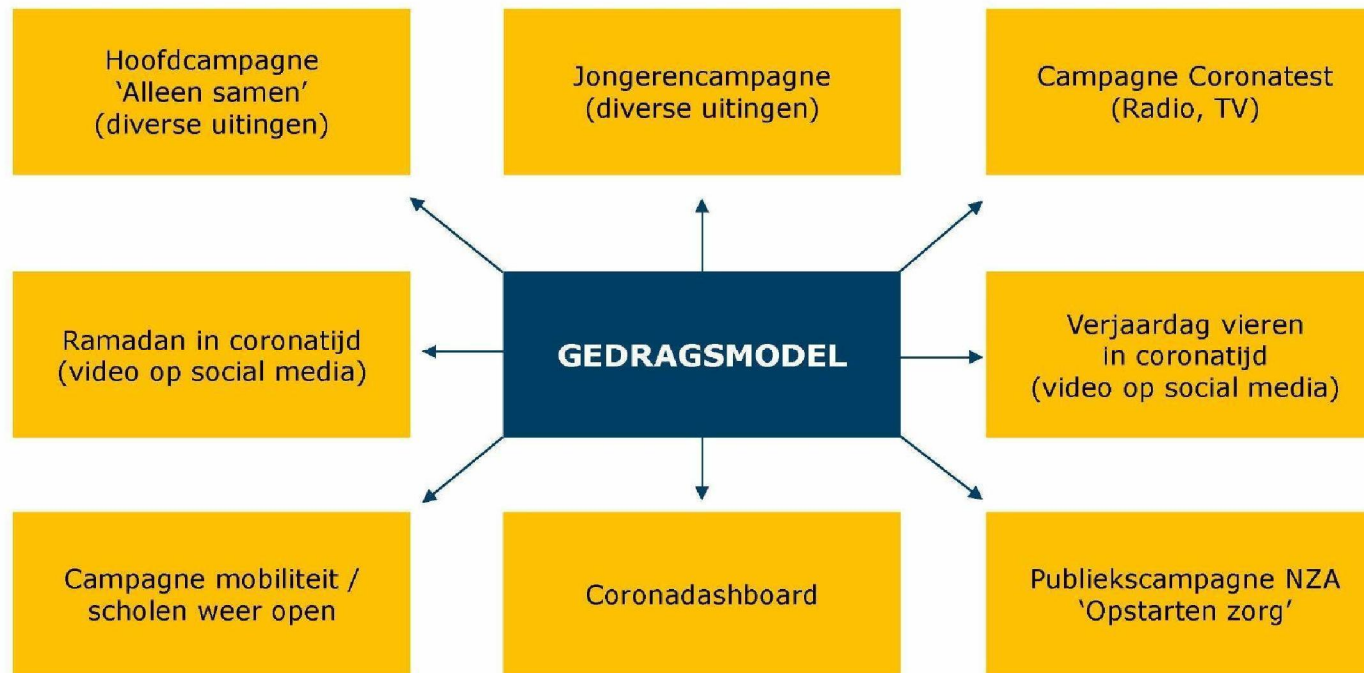 Hoofdcampagne
‘Alleen samen’
(diverse uitingen)
Jongerencampagne
(diverse uitingen)
Campagne Coronatest
(Radio, TV)
Ramadan in coronatijd
(video op social media)
GEDRAGSMODEL
Verjaardag vieren
in coronatijd
(video op social media)
Campagne mobiliteit /
scholen weer open
Coronadashboard
Publiekscampagne NZA
‘Opstarten zorg’